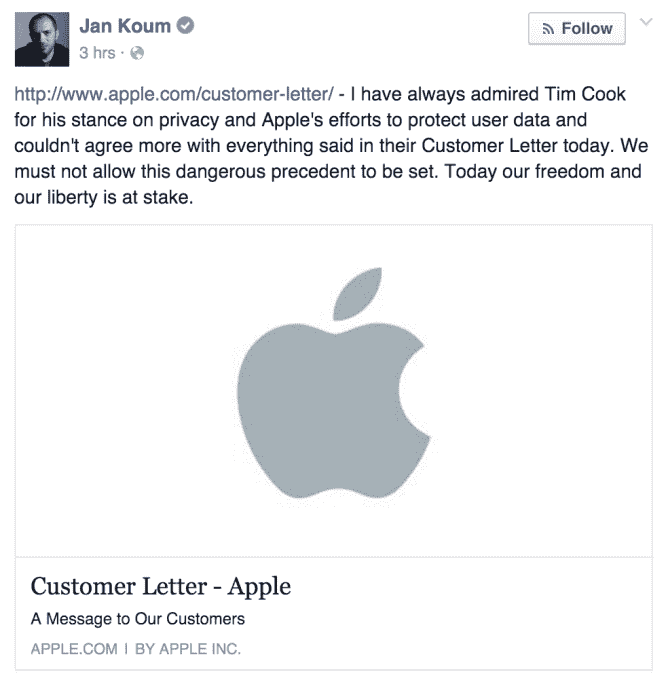 Jan Koum
Follow
3 hrs ·
http://www.apple.com/customer-letter/ - I have always admired Tim Cook
for his stance on privacy and Apple's efforts to protect user data and
couldn't agree more with everything said in their Customer Letter today. We
must not allow this dangerous precedent to be set. Today our freedom and
our liberty is at stake.
Customer Letter - Apple
A Message to Our Customers
APPLE.COM | BY APPLE INC.